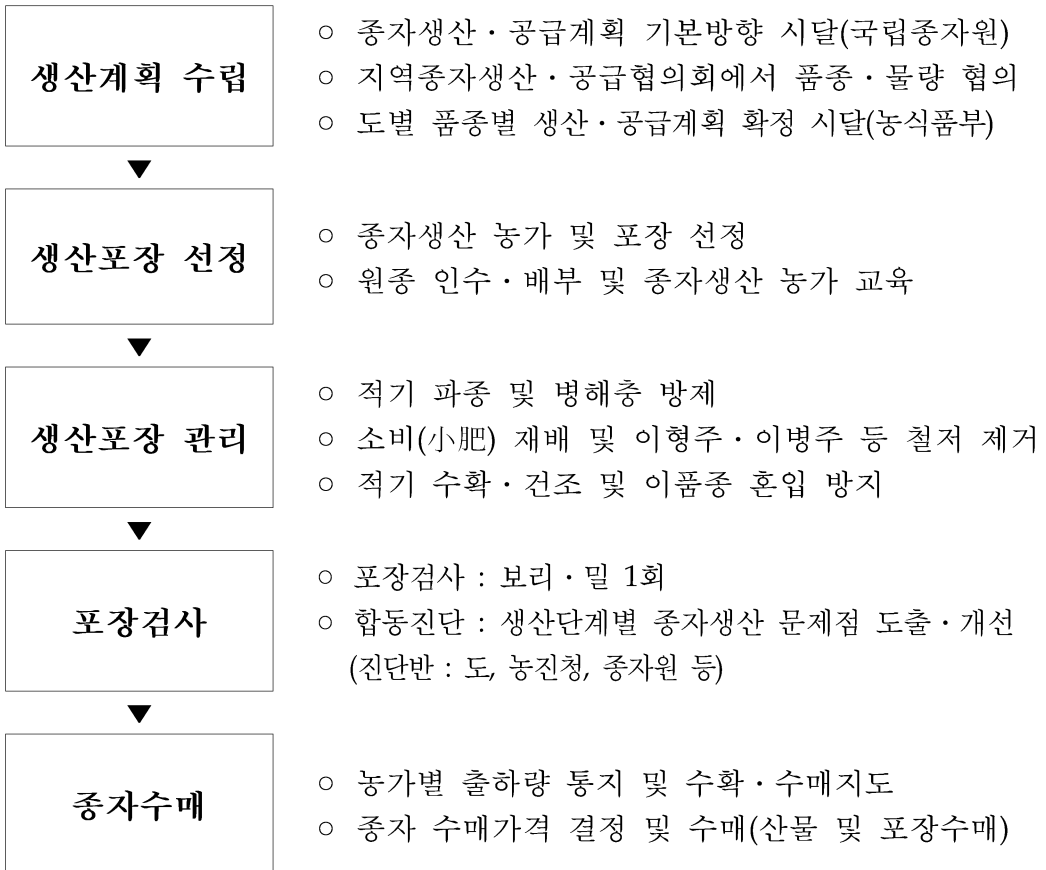 생산계획 수립
○ 종자생산·공급계획 기본방향 시달(국립종자원)
○ 지역종자생산·공급협의회에서 품종·물량 협의
○ 도별 품종별 생산·공급계획 확정 시달(농식품부)
▼
생산포장 선정
○ 종자생산 농가 및 포장 선정
○ 원종 인수·배부 및 종자생산 농가 교육
▼
생산포장 관리
○ 적기 파종 및 병해충 방제
○ 소비(小肥) 재배 및 이형주·이병주 등 철저 제거
○ 적기 수확·건조 및 이품종 혼입 방지
▼
포장검사
○ 포장검사 : 보리·밀 1회
○ 합동진단 : 생산단계별 종자생산 문제점 도출·개선
(진단반 : 도, 농진청, 종자원 등)
▼
종자수매
○ 농가별 출하량 통지 및 수확·수매지도
○ 종자 수매가격 결정 및 수매(산물 및 포장수매)